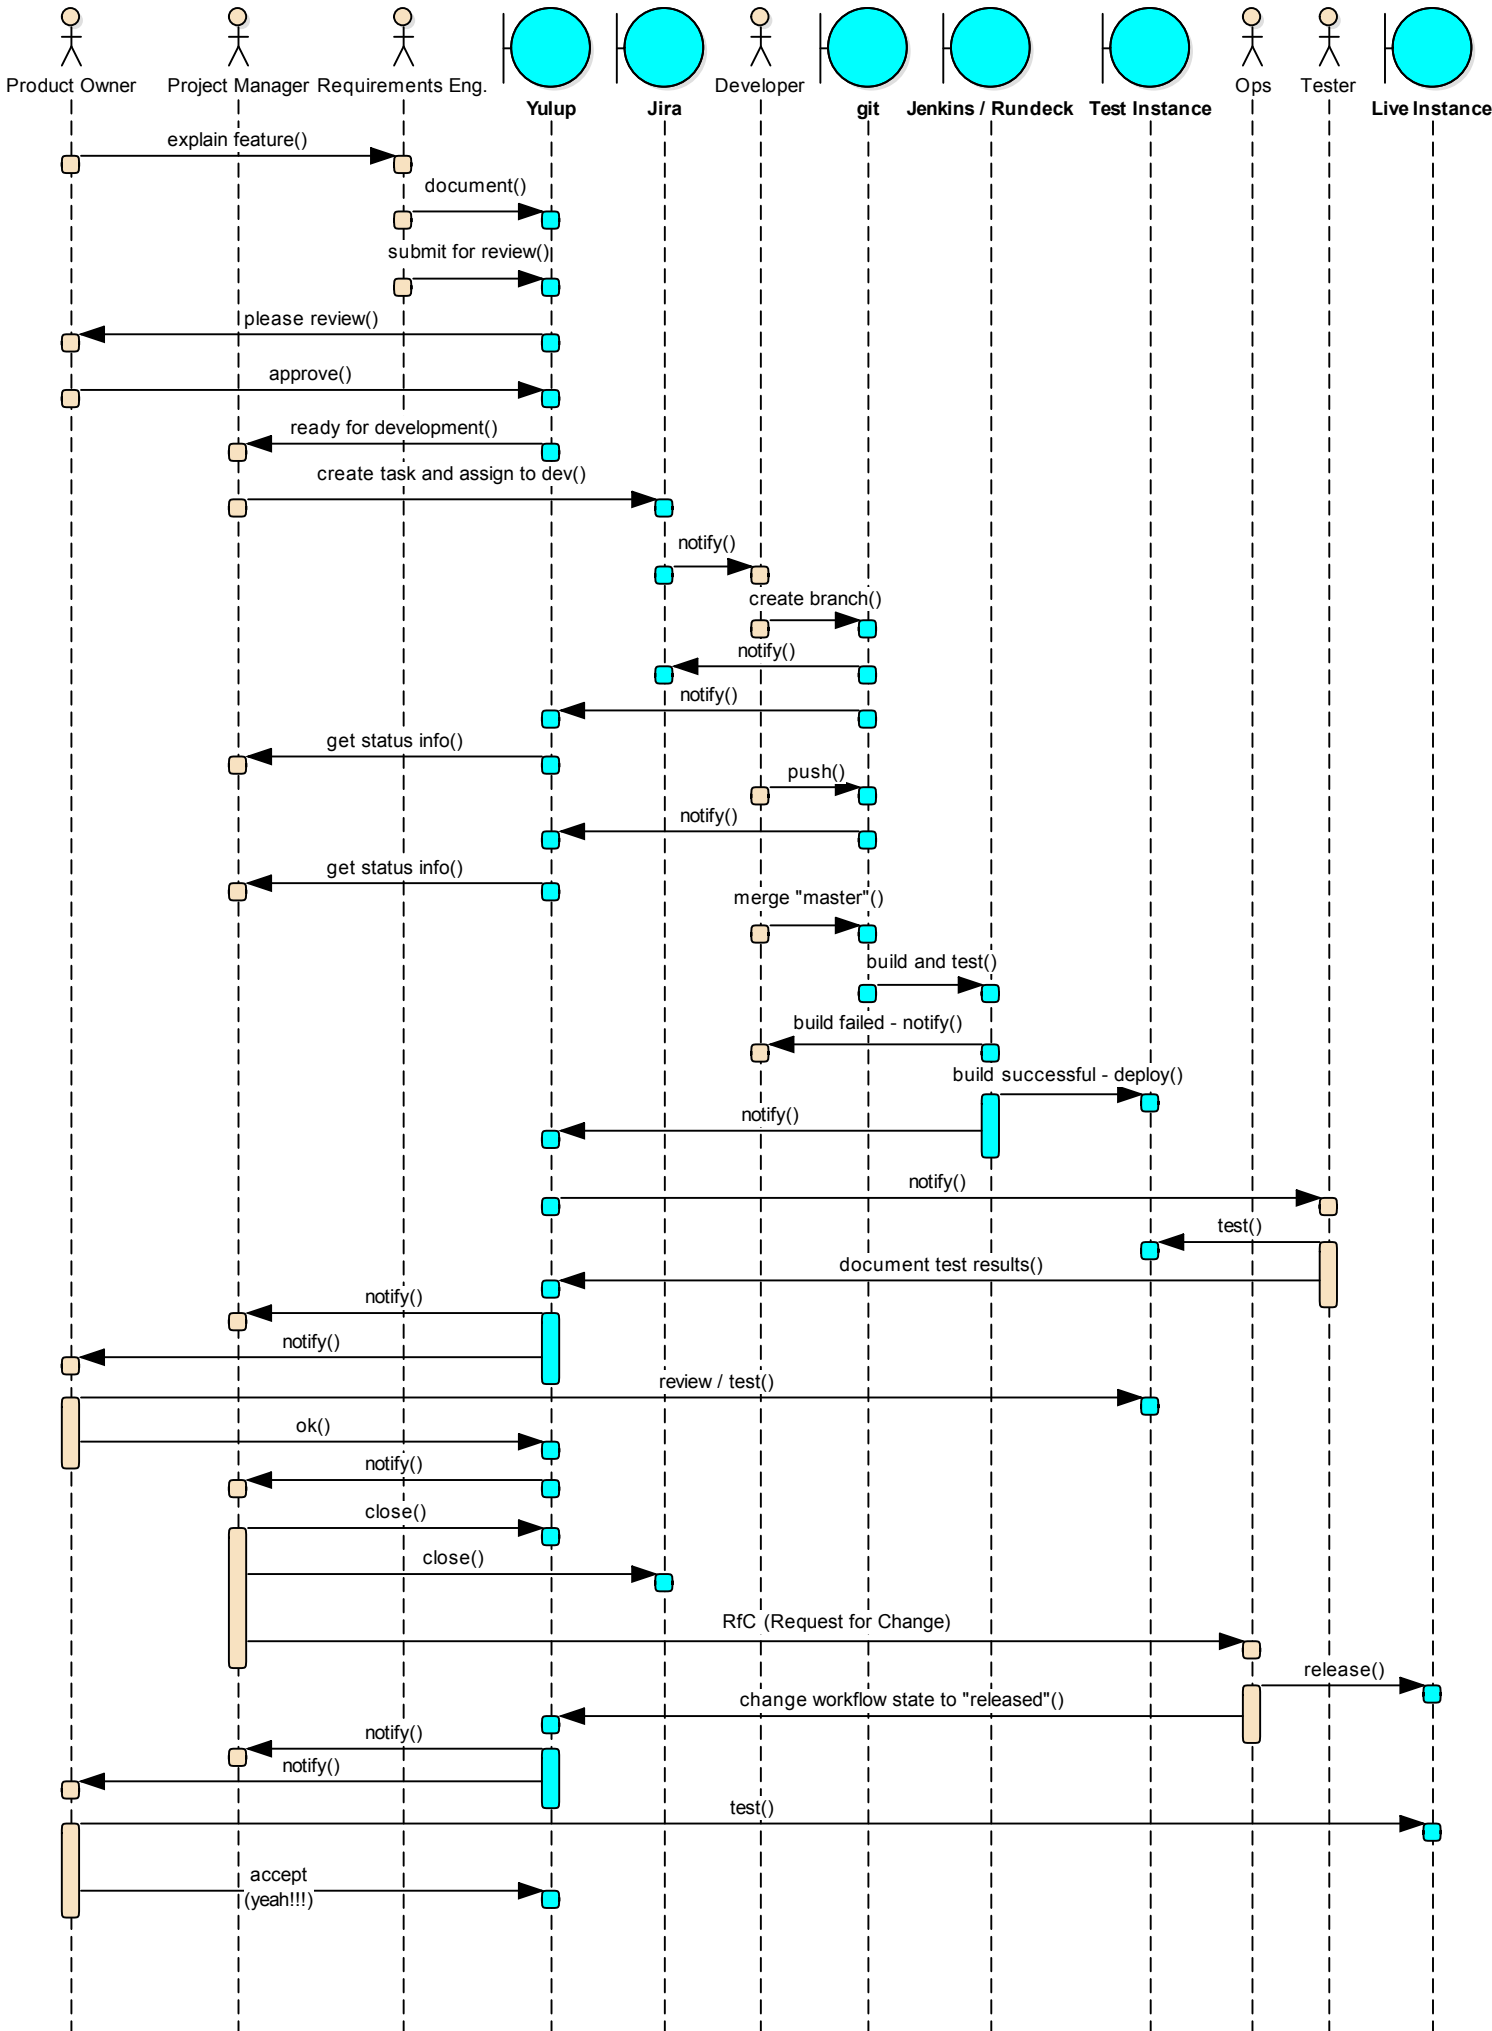 Product Owner
Project Manager
Requirements Eng.
Yulup
Jira
Developer
git
Jenkins / Rundeck
Test Instance
Ops
Tester
Live Instance
explain feature()
document()
submit for review()
please review()
approve()
ready for development()
create task and assign to dev()
notify()
create branch()
notify()
notify()
get status info()
push()
notify()
get status info()
merge "master"()
build and test()
build failed - notify()
build successful - deploy()
notify()
notify()
test()
document test results()
notify()
notify()
review / test()
ok()
notify()
close()
close()
RfC (Request for Change)
release()
change workflow state to "released"()
notify()
notify()
test()
accept
(yeah!!!)